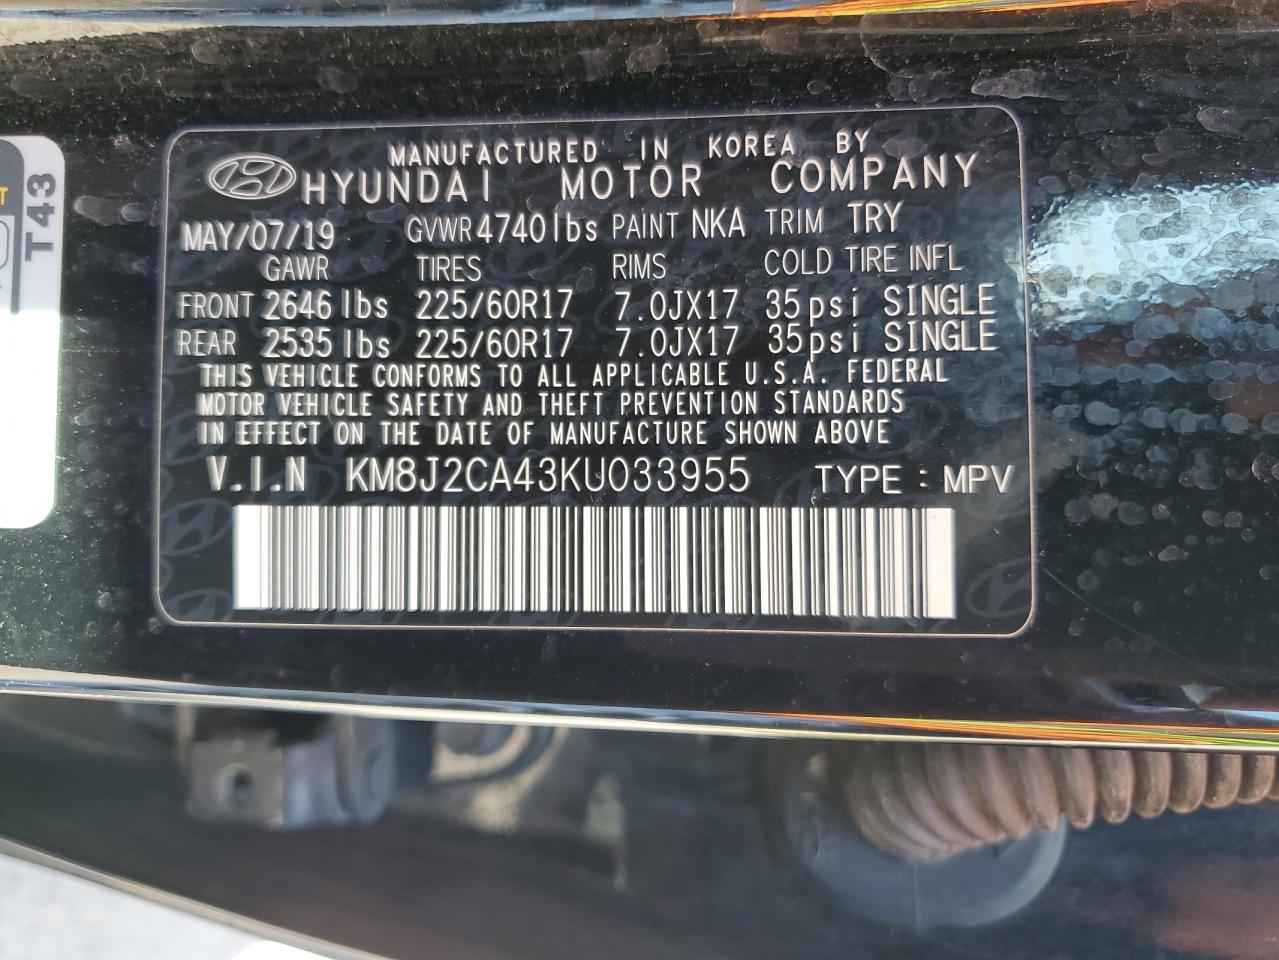 MANUFACTURED IN KOREA BY
HYUNDAI MOTOR COMPANY
MAY/07/19 GVWR 4740 lbs PAINT NKA TRIM TRY
GAWR TIRES RIMS COLD TIRE INFL
FRONT 2646 lbs 225/60R17 7.0JX17 35psi SINGLE
REAR 2535 lbs 225/60R17 7.0JX17 35psi SINGLE
THIS VEHICLE CONFORMS TO ALL APPLICABLE U.S.A. FEDERAL
MOTOR VEHICLE SAFETY AND THEFT PREVENTION STANDARDS
IN EFFECT ON THE DATE OF MANUFACTURE SHOWN ABOVE
V.I.N KM8J2CA43KU033955 TYPE : MPV
T43